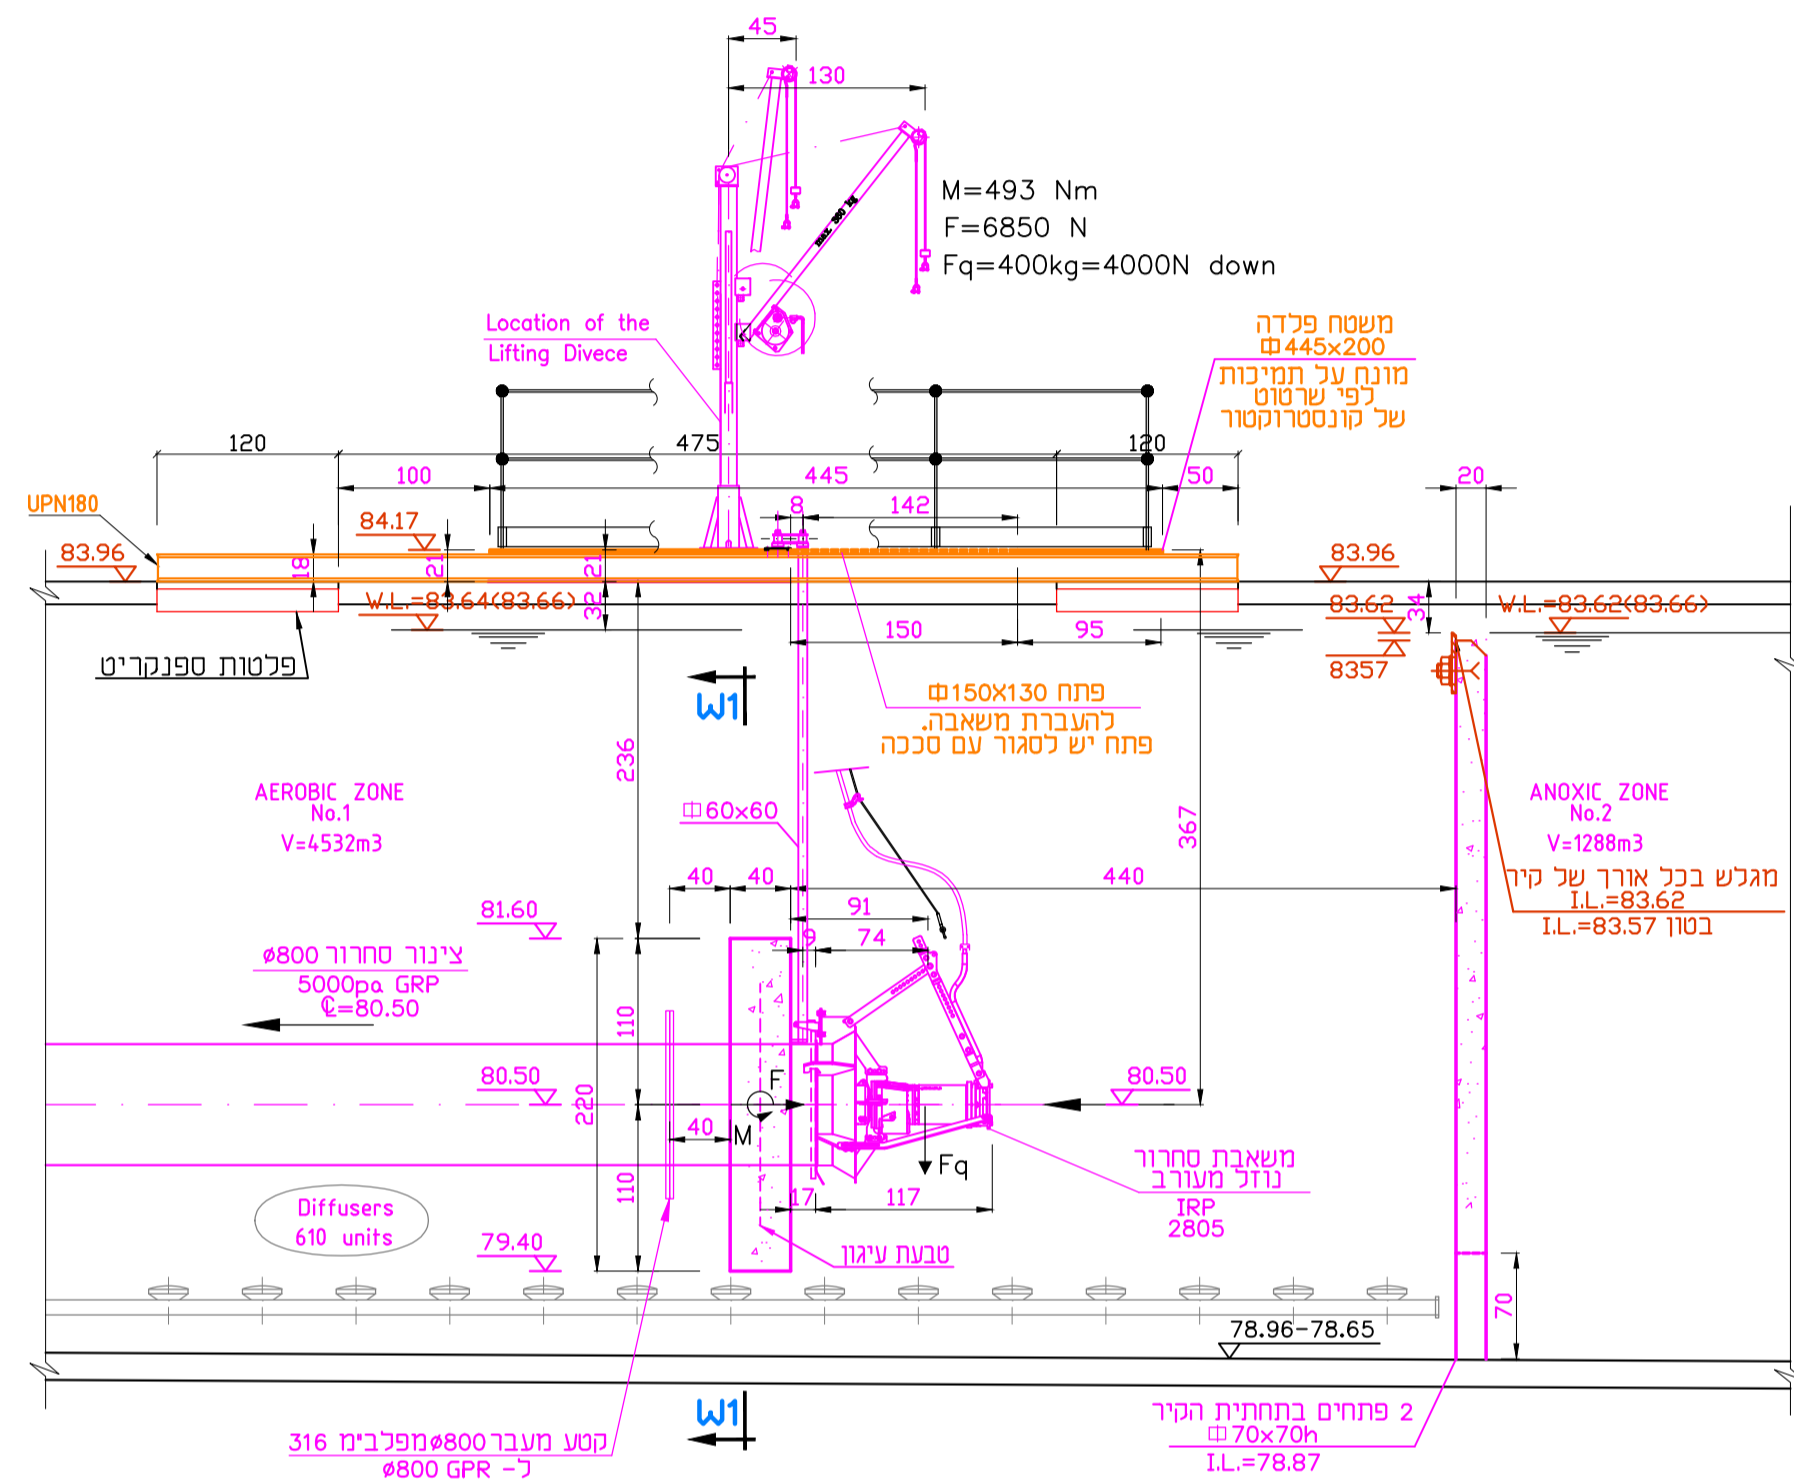 45
130
M=493 Nm
F=6850 N
Fq=400kg=4000N down
max. 300 kg
Location of the
Lifting Divece
משטח פלדה
445x200
מונח על תמיכות
לפי שרטוט
של קונסטרוקטור
120
475
120
100
445
50
20
UPN180
8
142
84.17
83.96
83.96
18
21
21
32
34
W.L.=83.64(83.66)
83.62
W.L.=83.62(83.66)
8357
150
95
פלטות ספנקריט
W1
150X130 פתח
להעברת משאבה.
פתח יש לסגור עם סככה
236
AEROBIC ZONE
No.1
V=4532m3
60x60
367
ANOXIC ZONE
No.2
V=1288m3
40
40
440
מגלש בכל אורך של קיר
I.L.=83.62
בטון I.L.=83.57
81.60
91
9
74
צינור סחרור ø800
5000pa GRP
℄=80.50
110
80.50
F
80.50
220
40
M
Fq
משאבת סחרור
נוזל מעורב
IRP
2805
110
17
117
Diffusers
610 units
79.40
טבעת עיגון
70
78.96-78.65
W1
2 פתחים בתחתית הקיר
70x70h
I.L.=78.87
קטע מעבר ø800 מפלב"מ 316
ל- ø800 GPR